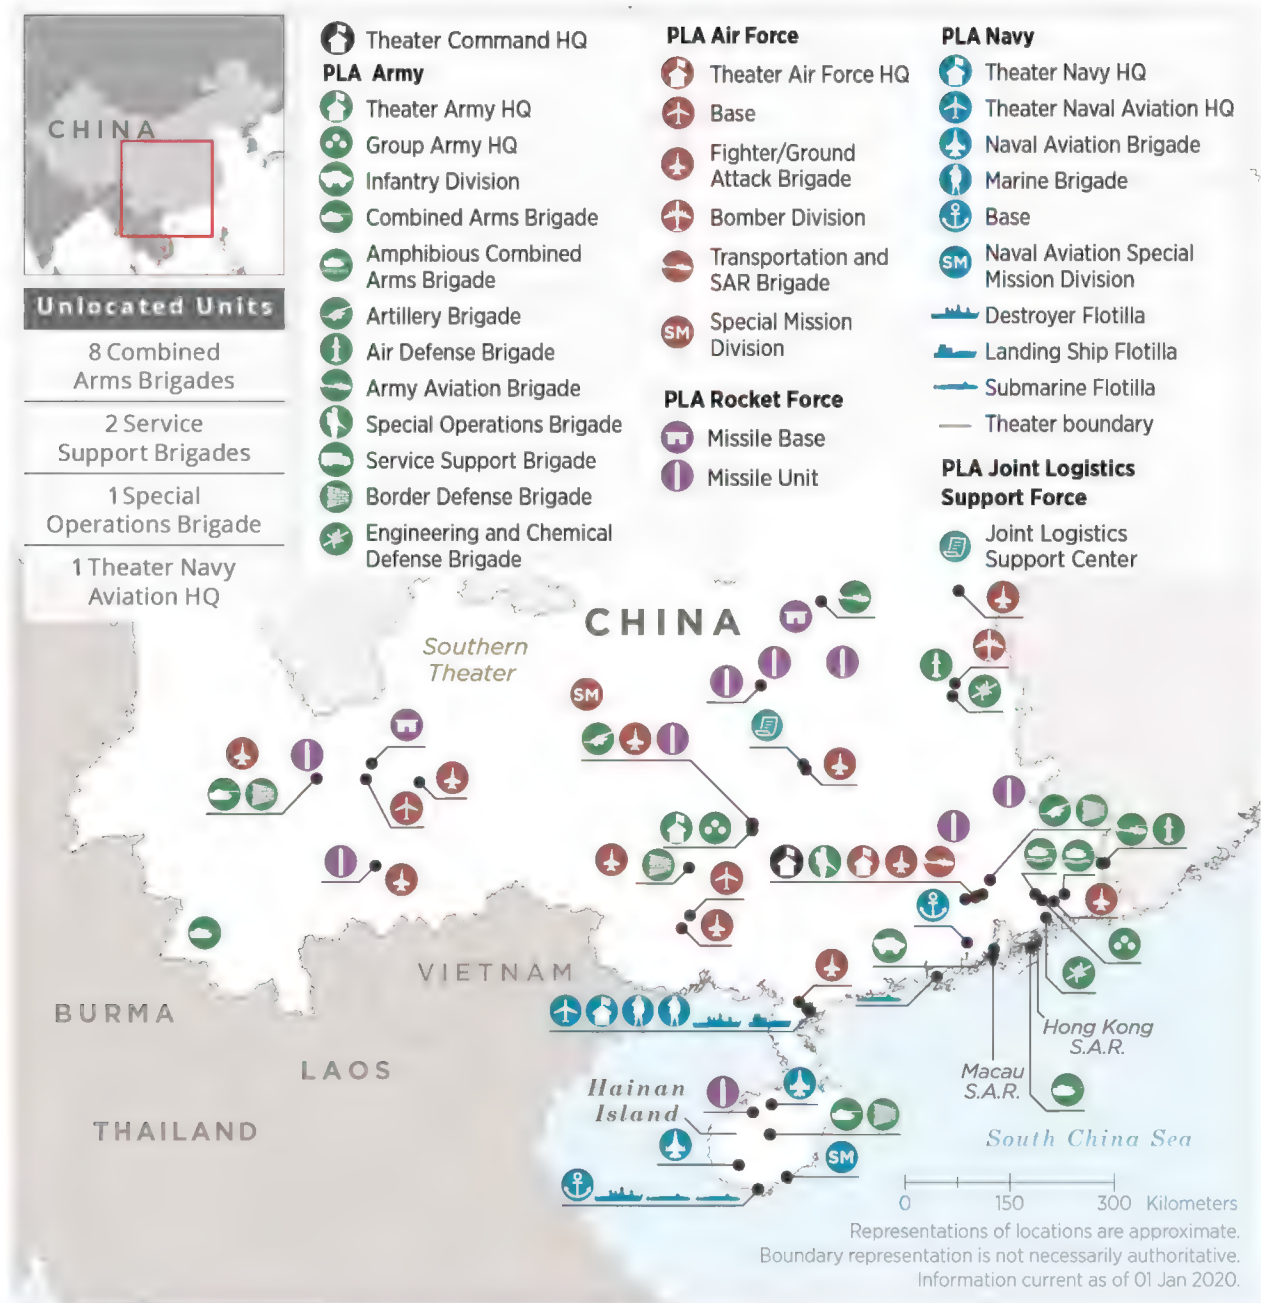 CHINA
Unlocated Units
8 Combined
Arms Brigades
2 Service
Support Brigades
1 Special
Operations Brigade
1 Theater Navy
Aviation HQ
Theater Command HQ
PLA Army
Theater Army HQ
Group Army HQ
Infantry Division
Combined Arms Brigade
Amphibious Combined
Arms Brigade
Artillery Brigade
Air Defense Brigade
Army Aviation Brigade
Special Operations Brigade
Service Support Brigade
Border Defense Brigade
Engineering and Chemical
Defense Brigade
PLA Air Force
Theater Air Force HQ
Base
Fighter/Ground
Attack Brigade
Bomber Division
Transportation and
SAR Brigade
SM
Special Mission
Division
PLA Rocket Force
Missile Base
Missile Unit
PLA Navy
Theater Navy HQ
Theater Naval Aviation HQ
Naval Aviation Brigade
Marine Brigade
Base
SM
Naval Aviation Special
Mission Division
Destroyer Flotilla
Landing Ship Flotilla
Submarine Flotilla
Theater boundary
PLA Joint Logistics
Support Force
Joint Logistics
Support Center
CHINA
Southern
Theater
SM
VIETNAM
BURMA
LAOS
THAILAND
Hainan
Island
SM
Hong Kong
S.A.R.
Macau
S.A.R.
South China Sea
0 150 300 Kilometers
Representations of locations are approximate.
Boundary representation is not necessarily authoritative.
Information current as of 01 Jan 2020.